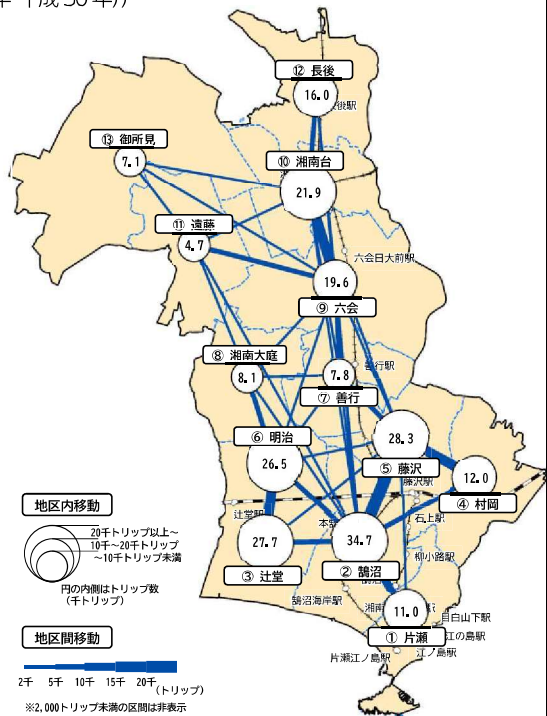 年 平成30年))
⑫ 長後
16.0
後駅
⑬ 御所見
7.1
⑩ 湘南台
21.9
⑪ 遠藤
4.7
六会日大前駅
19.6
⑨ 六会
⑧ 湘南大庭
8.1
善行駅
7.8
⑦ 善行
⑥ 明治
26.5
28.3
⑤ 藤沢
藤沢駅
12.0
④ 村岡
辻堂駅
石上駅
27.7
③ 辻堂
34.7
② 鵠沼
柳小路駅
鵠沼海岸駅
湘南
駅
11.0
① 片瀬
目白山下駅
江の島駅
江ノ島駅
片瀬江ノ島駅
地区内移動
20千トリップ以上~
10千~20千トリップ
~10千トリップ未満
円の内側はトリップ数
(千トリップ)
地区間移動
2千 5千 10千 15千 20千
(トリップ)
※2,000トリップ未満の区間は非表示